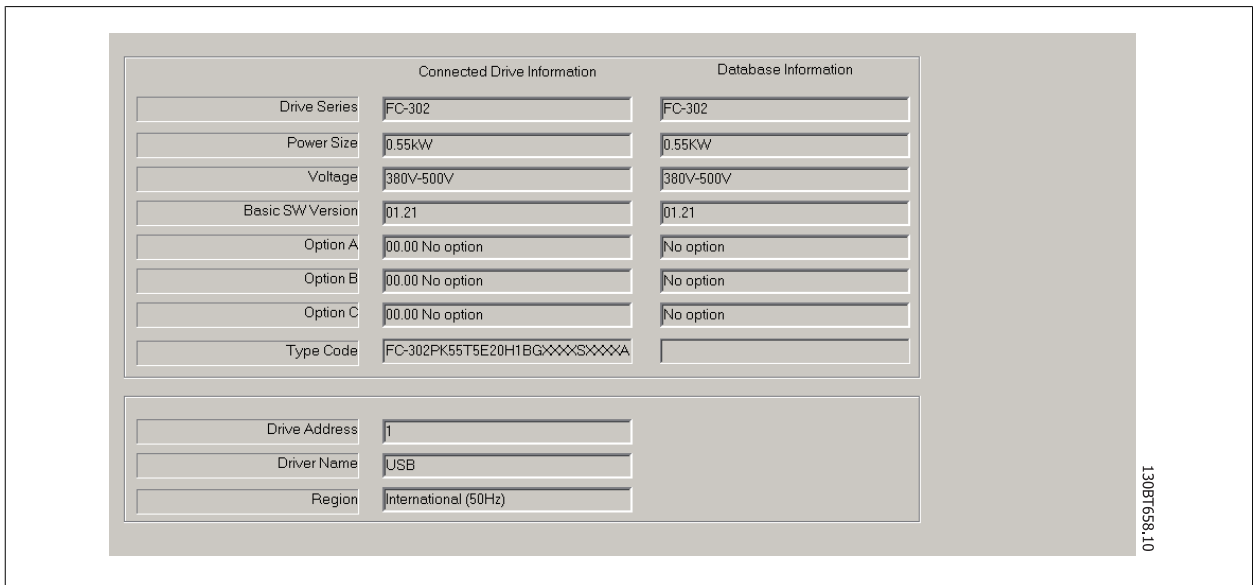 Connected Drive Information Database Information
Drive Series FC-302 FC-302
Power Size 0.55kW 0.55KW
Voltage 380V-500V 380V-500V
Basic SW Version 01.21 01.21
Option A 00.00 No option No option
Option B 00.00 No option No option
Option C 00.00 No option No option
Type Code FC-302PK55T5E20H1BGXXXXSXXXXA
Drive Address 1
Driver Name USB
Region International (50Hz)
130BT658.10